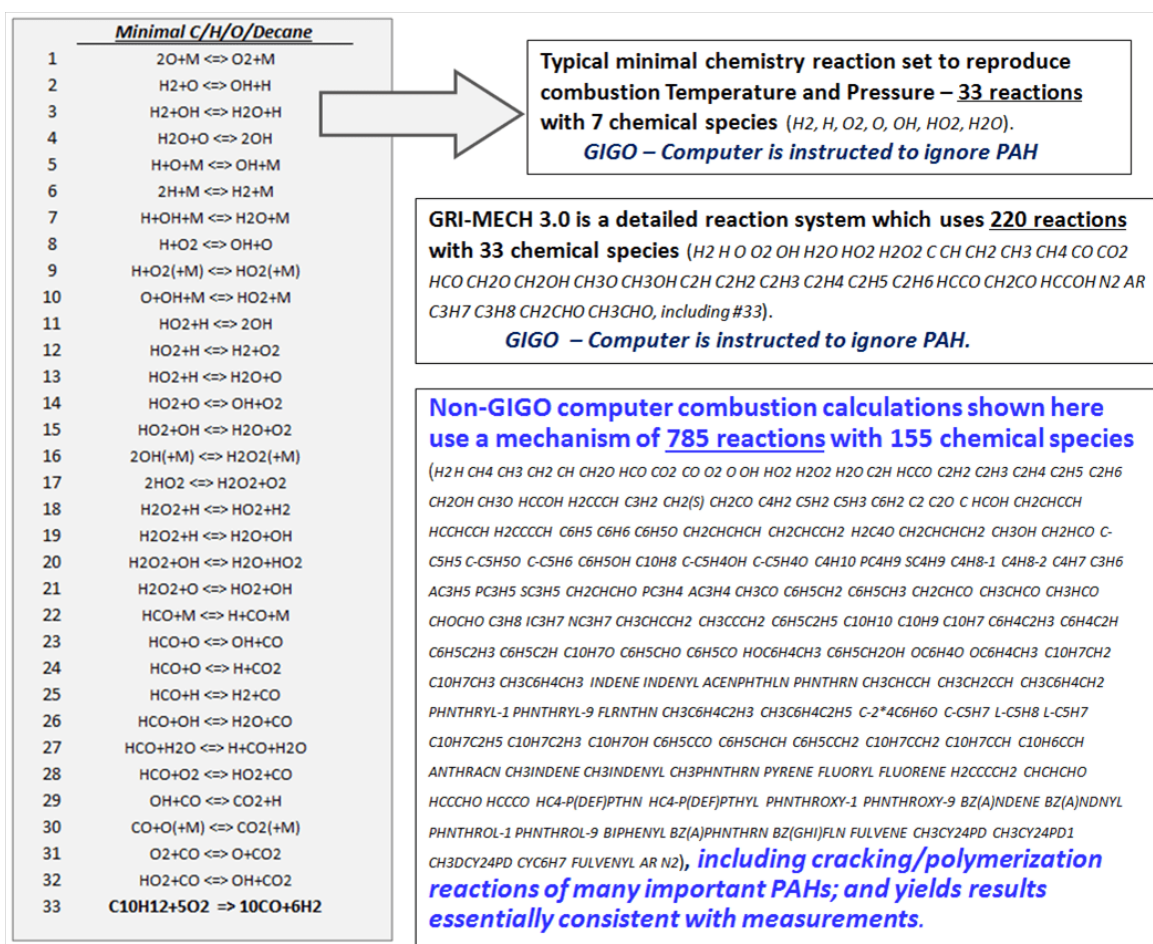 Minimal C/H/O/Decane
1 2O+M <=> O2+M
2 H2+O <=> OH+H
3 H2+OH <=> H2O+H
4 H2O+O <=> 2OH
5 H+O+M <=> OH+M
6 2H+M <=> H2+M
7 H+OH+M <=> H2O+M
8 H+O2 <=> OH+O
9 H+O2(+M) <=> HO2(+M)
10 O+OH+M <=> HO2+M
11 HO2+H <=> 2OH
12 HO2+H <=> H2+O2
13 HO2+H <=> H2O+O
14 HO2+O <=> OH+O2
15 HO2+OH <=> H2O+O2
16 2OH(+M) <=> H2O2(+M)
17 2HO2 <=> H2O2+O2
18 H2O2+H <=> HO2+H2
19 H2O2+H <=> H2O+OH
20 H2O2+OH <=> H2O+HO2
21 H2O2+O <=> HO2+OH
22 HCO+M <=> H+CO+M
23 HCO+O <=> OH+CO
24 HCO+O <=> H+CO2
25 HCO+H <=> H2+CO
26 HCO+OH <=> H2O+CO
27 HCO+H2O <=> H+CO+H2O
28 HCO+O2 <=> HO2+CO
29 OH+CO <=> CO2+H
30 CO+O(+M) <=> CO2(+M)
31 O2+CO <=> O+CO2
32 HO2+CO <=> OH+CO2
33 C10H12+5O2 => 10CO+6H2
Typical minimal chemistry reaction set to reproduce
combustion Temperature and Pressure – 33 reactions
with 7 chemical species (H2, H, O2, O, OH, HO2, H2O).
GIGO – Computer is instructed to ignore PAH
GRI-MECH 3.0 is a detailed reaction system which uses 220 reactions
with 33 chemical species (H2 H O O2 OH H2O HO2 H2O2 C CH CH2 CH3 CH4 CO CO2
HCO CH2O CH2OH CH3O CH3OH C2H C2H2 C2H3 C2H4 C2H5 C2H6 HCCO CH2CO HCCOH N2 AR
C3H7 C3H8 CH2CHO CH3CHO, including #33).
GIGO – Computer is instructed to ignore PAH.
Non-GIGO computer combustion calculations shown here
use a mechanism of 785 reactions with 155 chemical species
(H2 H CH4 CH3 CH2 CH CH2O HCO CO2 CO O2 O OH HO2 H2O2 H2O C2H HCCO C2H2 C2H3 C2H4 C2H5 C2H6
CH2OH CH3O HCCOH H2CCCH C3H2 CH2(S) CH2CO C4H2 C5H2 C5H3 C6H2 C2 C2O C HCOH CH2CHCCH
HCCHCCH H2CCCCH C6H5 C6H6 C6H5O CH2CHCHCH CH2CHCCH2 H2C4O CH2CHCHCH2 CH3OH CH2HCO C-
C5H5 C-C5H5O C-C5H6 C6H5OH C10H8 C-C5H4OH C-C5H4O C4H10 PC4H9 SC4H9 C4H8-1 C4H8-2 C4H7 C3H6
AC3H5 PC3H5 SC3H5 CH2CHCHO PC3H4 AC3H4 CH3CO C6H5CH2 C6H5CH3 CH2CHCO CH3CHCO CH3HCO
CHOCHO C3H8 IC3H7 NC3H7 CH3CHCCH2 CH3CCCH2 C6H5C2H5 C10H10 C10H9 C10H7 C6H4C2H3 C6H4C2H
C6H5C2H3 C6H5C2H C10H7O C6H5CHO C6H5CO HOC6H4CH3 C6H5CH2OH OC6H4O OC6H4CH3 C10H7CH2
C10H7CH3 CH3C6H4CH3 INDENE INDENYL ACENPHTHLN PHNTHRN CH3CHCCH CH3CH2CCH CH3C6H4CH2
PHNTHRYL-1 PHNTHRYL-9 FLRNTHN CH3C6H4C2H3 CH3C6H4C2H5 C-2*4C6H6O C-C5H7 L-C5H8 L-C5H7
C10H7C2H5 C10H7C2H3 C10H7OH C6H5CCO C6H5CHCH C6H5CCH2 C10H7CCH2 C10H7CCH C10H6CCH
ANTHRACN CH3INDENE CH3INDENYL CH3PHNTHRN PYRENE FLUORYL FLUORENE H2CCCCH2 CHCHCHO
HCCCHO HCCCO HC4-P(DEF)PTHN HC4-P(DEF)PTHYL PHNTHROXY-1 PHNTHROXY-9 BZ(A)NDENE BZ(A)NDNYL
PHNTHROL-1 PHNTHROL-9 BIPHENYL BZ(A)PHNTHRN BZ(GHI)FLN FULVENE CH3CY24PD CH3CY24PD1
CH3DCY24PD CYC6H7 FULVENYL AR N2), including cracking/polymerization
reactions of many important PAHs; and yields results
essentially consistent with measurements.